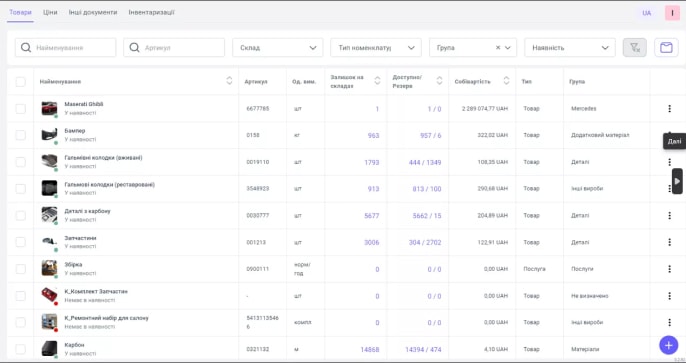 Товари Ціни Інші документи Інвентаризації UA I
Найменування Артикул Склад Тип номенклатур Група Наявність
Найменування Артикул Од. вим. Залишок на складах Доступно/Резерв Собівартість Тип Група
Maserati Ghibli
У наявності
6677785 шт 1 1 / 0 2 289 074,77 UAH Товар Mercedes
Бампер
У наявності
0158 кг 963 957 / 6 322,02 UAH Товар Додатковий матеріал
Далі
Гальмівні колодки (вживані)
У наявності
0019110 шт 1793 444 / 1349 108,35 UAH Товар Деталі
Гальмові колодки (реставровані)
У наявності
3548923 шт 913 813 / 100 290,68 UAH Товар Інші вироби
Деталі з карбону
У наявності
0030777 шт 5677 5662 / 15 204,89 UAH Товар Деталі
Запчастини
У наявності
001213 шт 3006 304 / 2702 122,91 UAH Товар Деталі
Збірка
У наявності
0900111 норм/год 0 0 / 0 0,00 UAH Послуга Послуги
К_Комплект Запчастин
Немає в наявності
- шт 0 0 / 0 0,00 UAH Товар Не визначено
К_Ремонтний набір для салону
Немає в наявності
54131135466 компл 0 0 / 0 0,00 UAH Товар Інші вироби
Карбон
У наявності
0321132 м 14868 14394 / 474 4,10 UAH Товар Матеріали